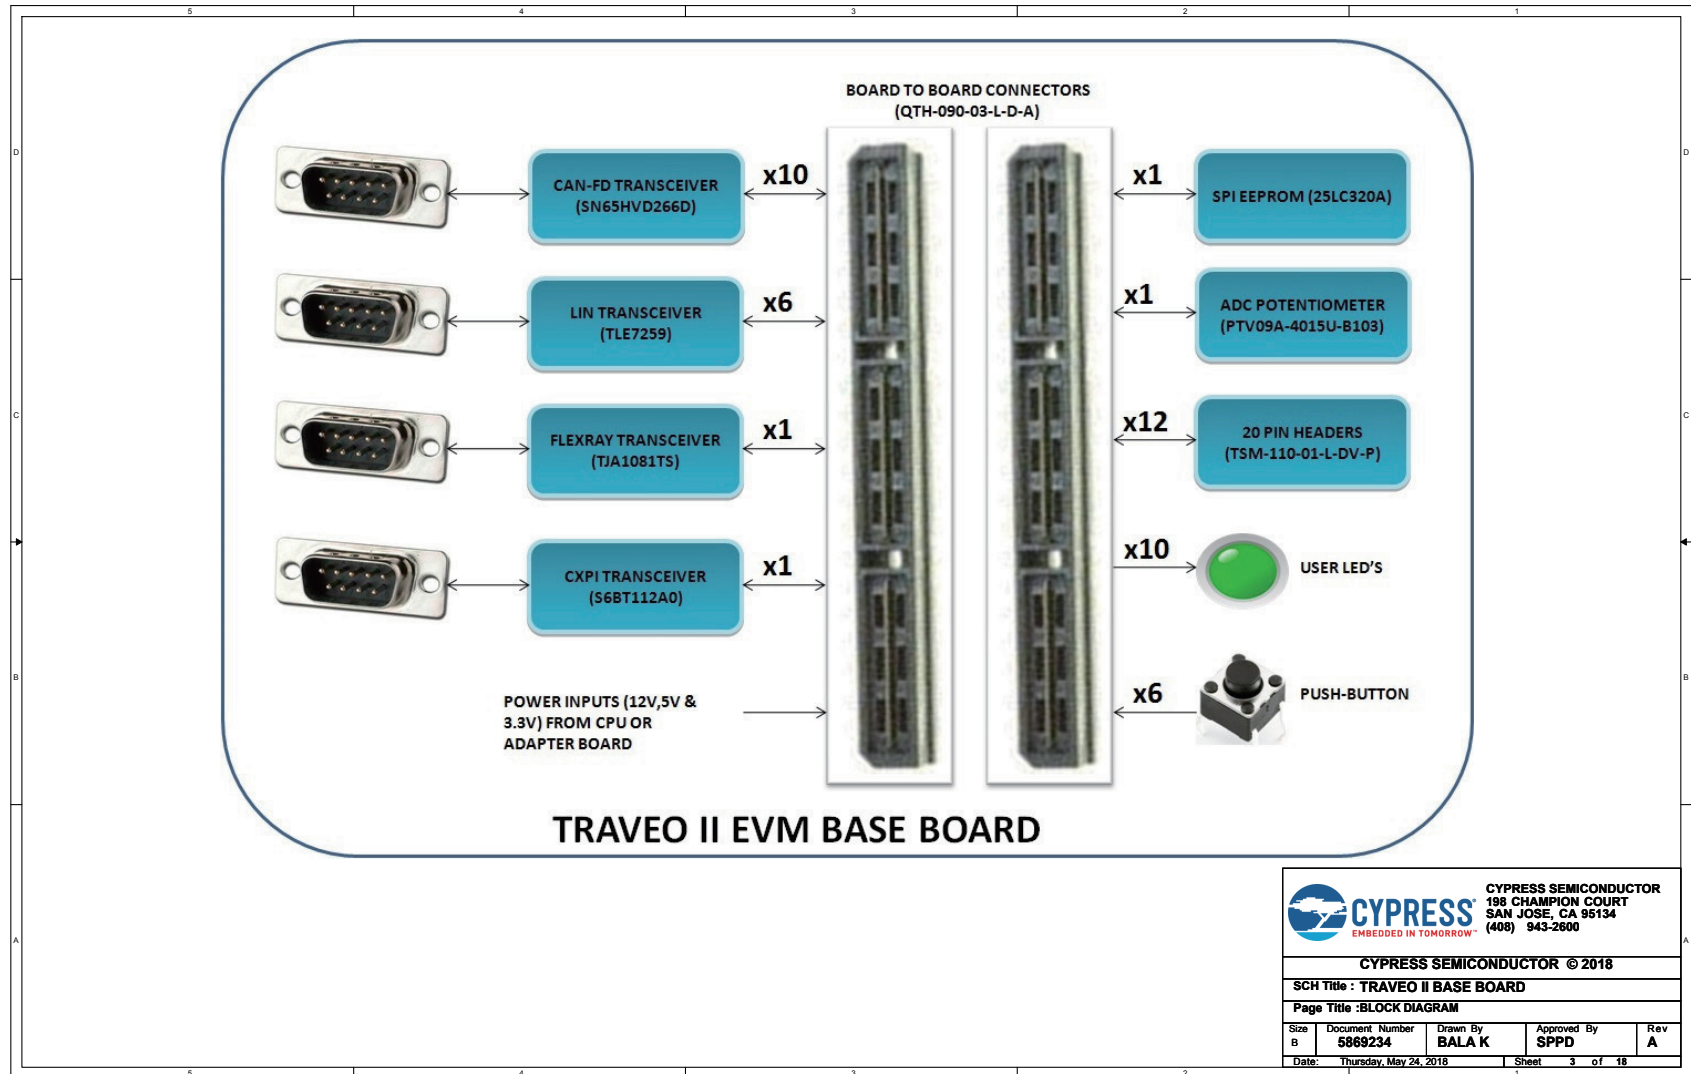 5 4 3 2 1
D D
C C
B B
A A
BOARD TO BOARD CONNECTORS
(QTH-090-03-L-D-A)
CAN-FD TRANSCEIVER
(SN65HVD266D)
x10
x1
SPI EEPROM (25LC320A)
LIN TRANSCEIVER
(TLE7259)
x6
x1
ADC POTENTIOMETER
(PTV09A-4015U-B103)
FLEXRAY TRANSCEIVER
(TJA1081TS)
x1
x12
20 PIN HEADERS
(TSM-110-01-L-DV-P)
CXPI TRANSCEIVER
(S6BT112A0)
x1
x10
USER LED'S
POWER INPUTS (12V,5V &
3.3V) FROM CPU OR
ADAPTER BOARD
x6
PUSH-BUTTON
TRAVEO II EVM BASE BOARD
CYPRESS
EMBEDDED IN TOMORROW™
CYPRESS SEMICONDUCTOR
198 CHAMPION COURT
SAN JOSE, CA 95134
(408) 943-2600
CYPRESS SEMICONDUCTOR © 2018
SCH Title : TRAVEO II BASE BOARD
Page Title :BLOCK DIAGRAM
Size Document Number Drawn By Approved By Rev
B 5869234 BALA K SPPD A
Date: Thursday, May 24, 2018 Sheet 3 of 18
5 4 3 2 1